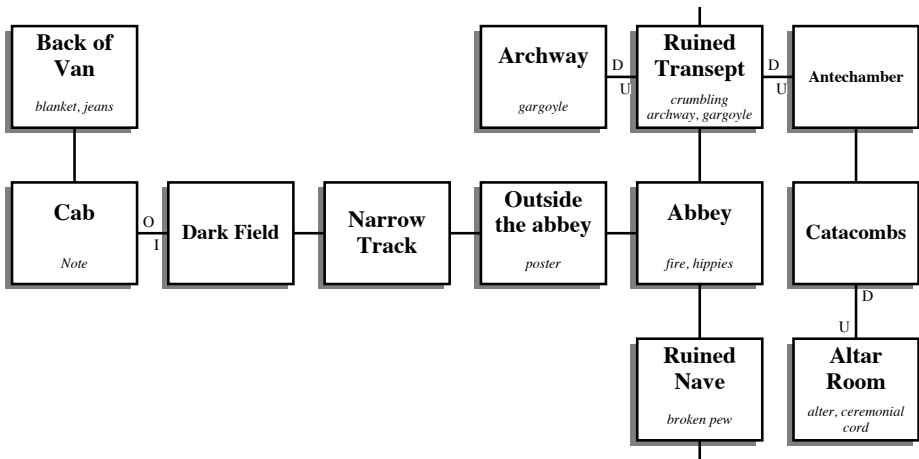 Back of
Van
blanket, jeans
Archway
gargoyle
D
U
Ruined
Transept
crumbling
archway, gargoyle
D
U
Antechamber
Cab
Note
O
I
Dark Field
Narrow
Track
Outside
the abbey
poster
Abbey
fire, hippies
Catacombs
D
U
Ruined
Nave
broken pew
Altar
Room
alter, ceremonial
cord